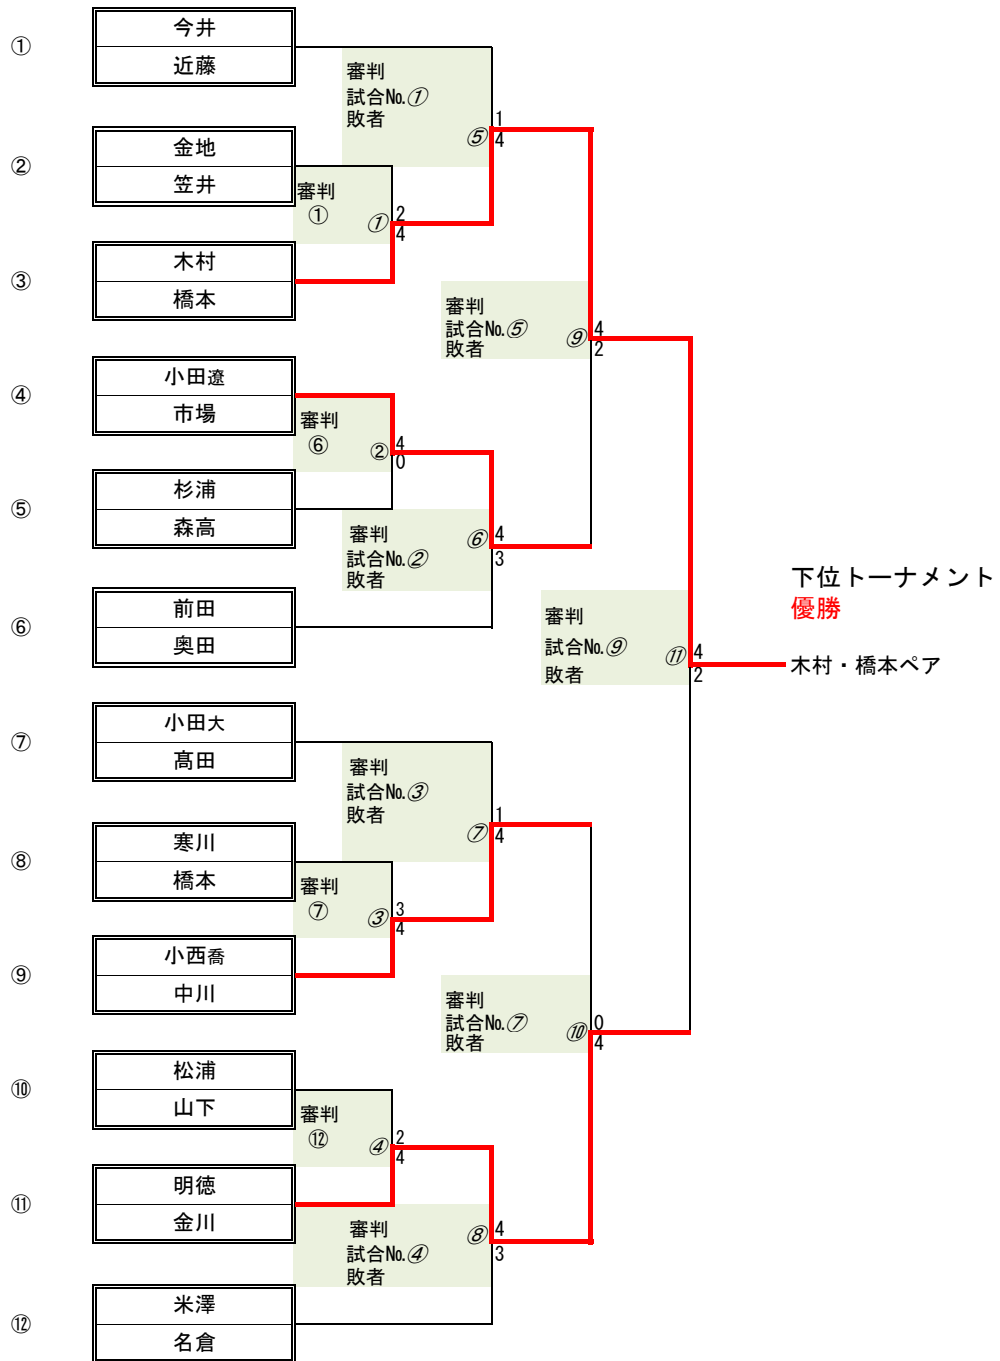 ① 今井
近藤
審判
試合№①
敗者
⑤ 1
4
② 金地
笠井
審判
①
① 2
4
③ 木村
橋本
審判
試合№⑤
敗者
⑨ 4
2
④ 小田遼
市場
審判
⑥
② 4
0
⑤ 杉浦
森高
審判
試合№②
敗者
⑥ 4
3
下位トーナメント
優勝
⑥ 前田
奥田
審判
試合№⑨
敗者
⑪ 4
2
木村・橋本ペア
⑦ 小田大
髙田
審判
試合№③
敗者
⑦ 1
4
⑧ 寒川
橋本
審判
⑦
③ 3
4
⑨ 小西喬
中川
審判
試合№⑦
敗者
⑩ 0
4
⑩ 松浦
山下
審判
⑫
④ 2
4
⑪ 明徳
金川
審判
試合№④
敗者
⑧ 4
3
⑫ 米澤
名倉